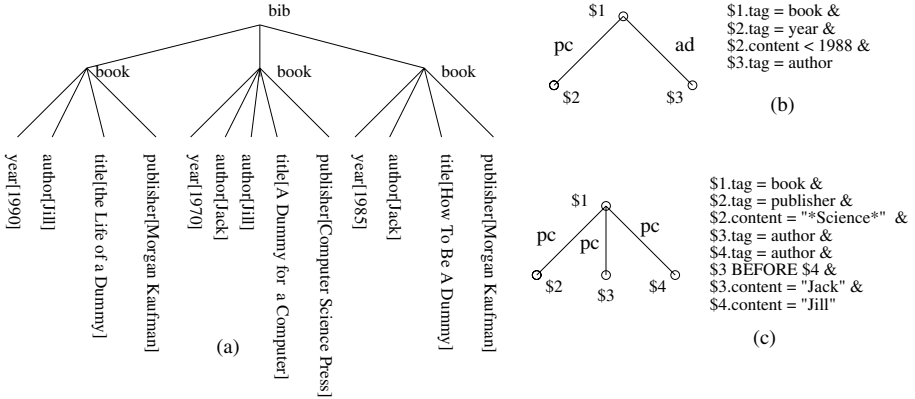 bib
book
book
book
year[1990]
author[Jill]
title[the Life of a Dummy]
publisher[Morgan Kaufman]
year[1970]
author[Jack]
author[Jill]
title[A Dummy for a Computer]
publisher[Computer Science Press]
year[1985]
author[Jack]
title[How To Be A Dummy]
publisher[Morgan Kaufman]
(a)
$1
pc
ad
$2
$3
$1.tag = book &
$2.tag = year &
$2.content < 1988 &
$3.tag = author
(b)
$1
pc
pc
pc
$2
$3
$4
$1.tag = book &
$2.tag = publisher &
$2.content = "*Science*" &
$3.tag = author &
$4.tag = author &
$3 BEFORE $4 &
$3.content = "Jack" &
$4.content = "Jill"
(c)